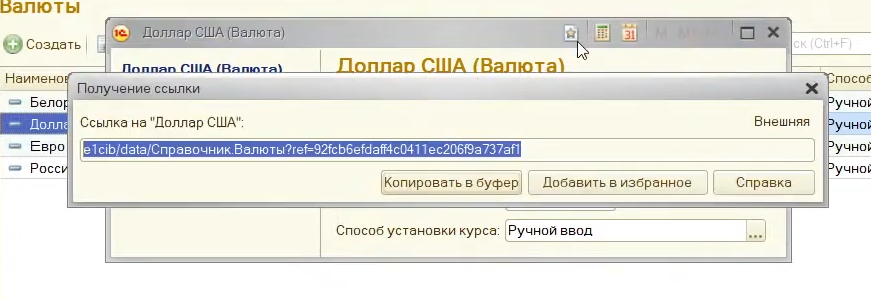 Валюты
Создать
Доллар США (Валюта)
ск (Ctrl+F)
Доллар США (Валюта)
Доллар США (Валюта)
Наименов
Способ
Получение ссылки
Ссылка на "Доллар США":
Внешняя
e1cib/data/Справочник.Валюты?ref=92fcb6efdaff4c0411ec206f9a737af1
Копировать в буфер
Добавить в избранное
Справка
Белор
Ручной
Долла
Ручной
Евро
Ручной
Росси
Ручной
Способ установки курса:
Ручной ввод
...